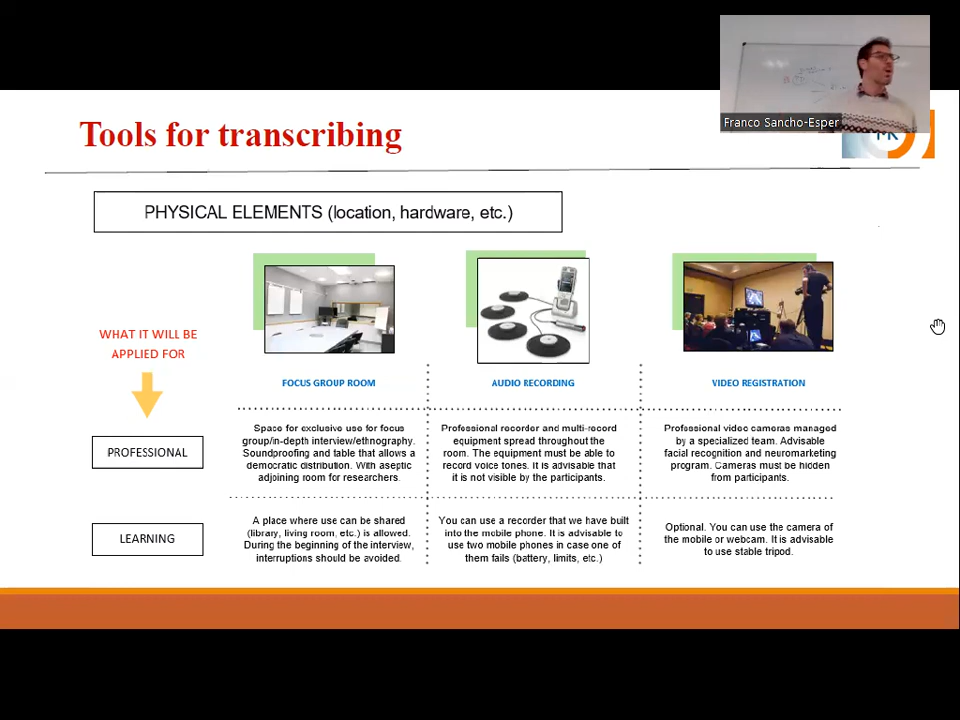 Franco Sancho-Esper
Tools for transcribing
PHYSICAL ELEMENTS (location, hardware, etc.)
WHAT IT WILL BE
APPLIED FOR
FOCUS GROUP ROOM
AUDIO RECORDING
VIDEO REGISTRATION
PROFESSIONAL
Space for exclusive use for focus
group/in-depth interview/ethnography.
Soundproofing and table that allows a
democratic distribution. With aseptic
adjoining room for researchers.
Professional recorder and multi-record
equipment spread throughout the
room. The equipment must be able to
record voice tones. It is advisable that
it is not visible by the participants.
Professional video cameras managed
by a specialized team. Advisable
facial recognition and neuromarketing
program. Cameras must be hidden
from participants.
LEARNING
A place where use can be shared
(library, living room, etc.) is allowed.
During the beginning of the interview,
interruptions should be avoided.
You can use a recorder that we have built
into the mobile phone. It is advisable to
use two mobile phones in case one of
them fails (battery, limits, etc.)
Optional. You can use the camera of
the mobile or webcam. It is advisable
to use stable tripod.